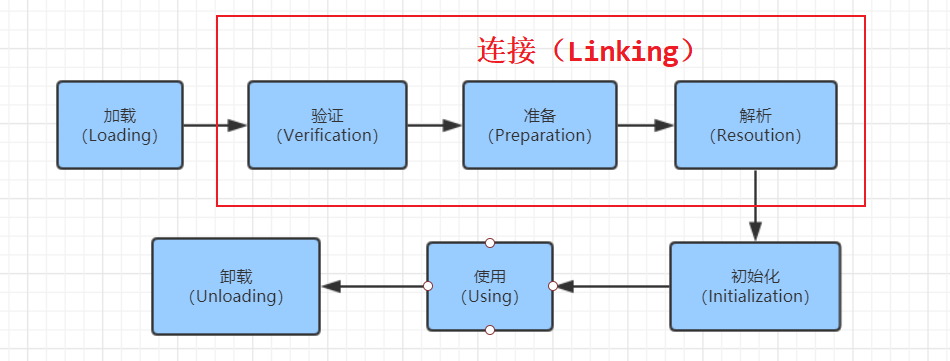 连接（Linking）
加载
（Loading）
验证
（Verification）
准备
（Preparation）
解析
（Resoution）
卸载
（Unloading）
使用
（Using）
初始化
（Initialization）